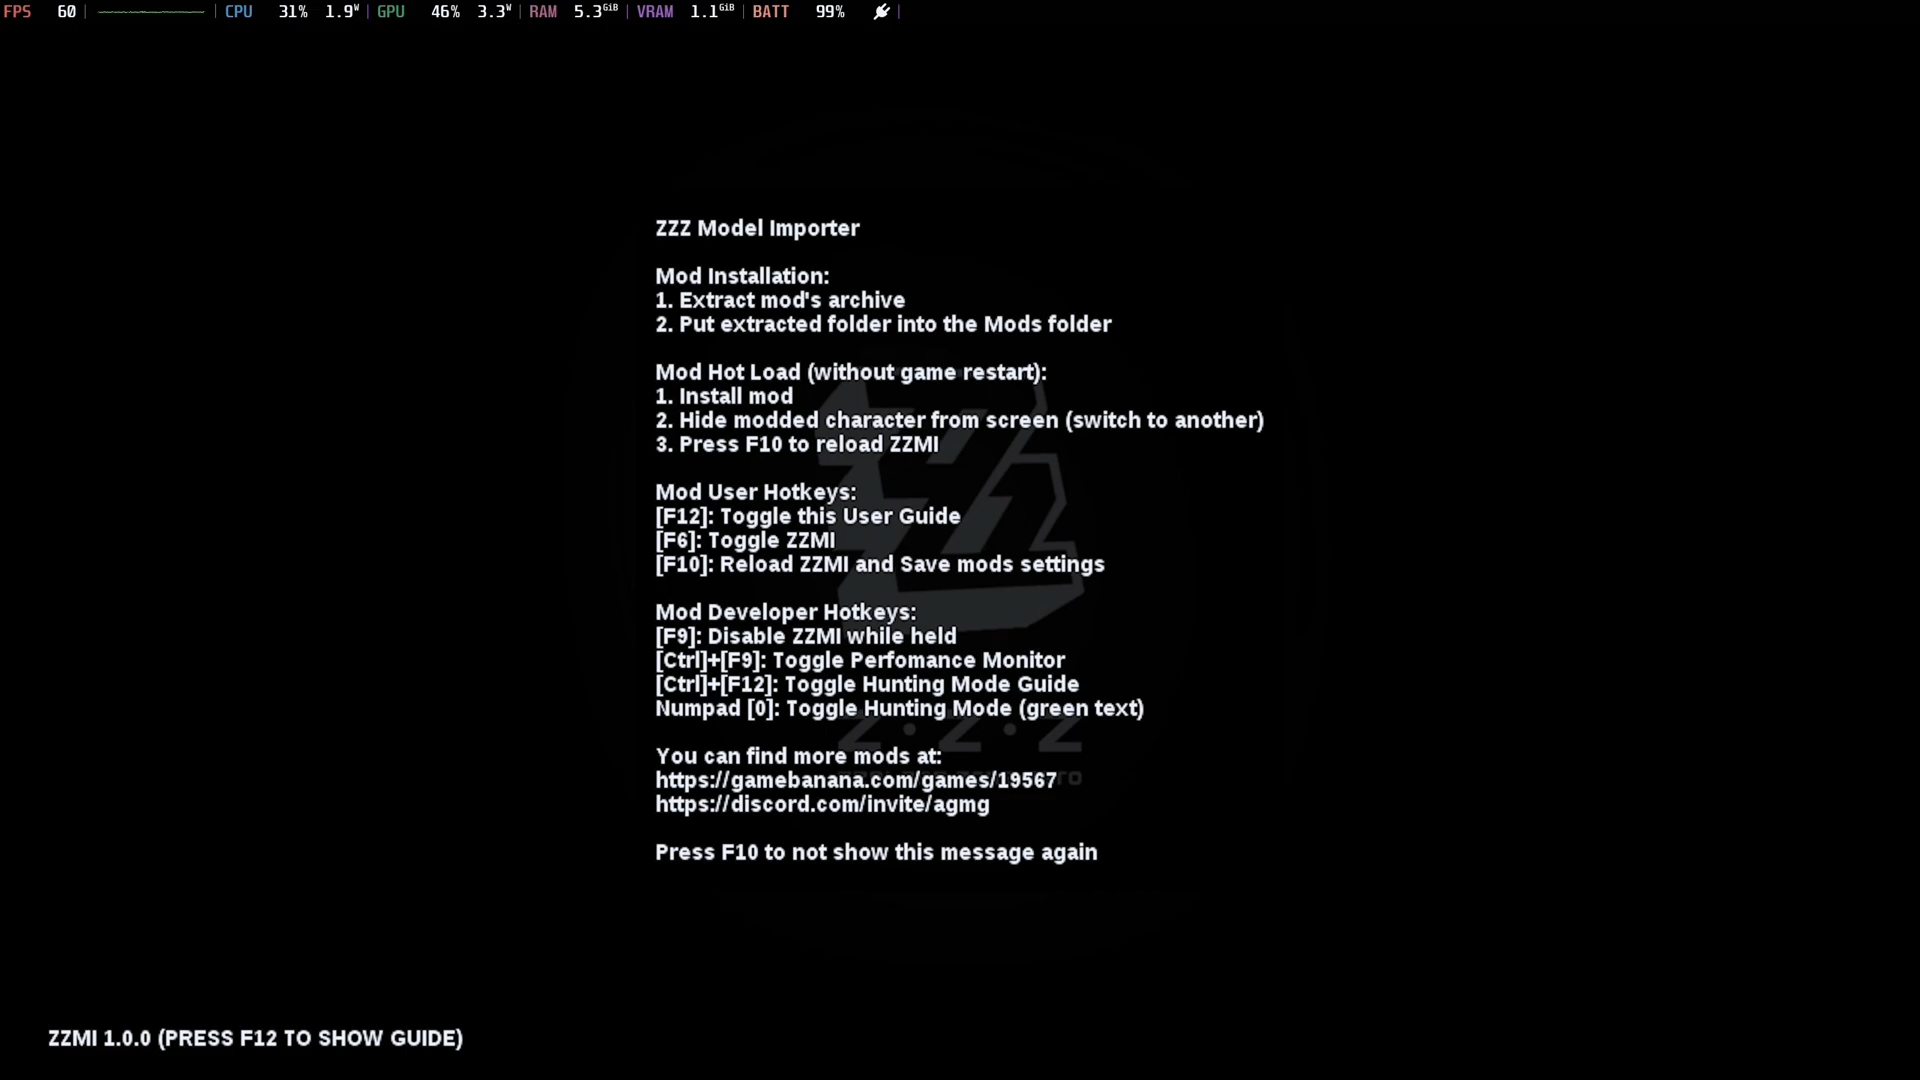 FPS 60 | CPU 31% 1.9W | GPU 46% 3.3W | RAM 5.3GiB | VRAM 1.1GiB | BATT 99%
ZZZ Model Importer
Mod Installation:
1. Extract mod's archive
2. Put extracted folder into the Mods folder
Mod Hot Load (without game restart):
1. Install mod
2. Hide modded character from screen (switch to another)
3. Press F10 to reload ZZMI
Mod User Hotkeys:
[F12]: Toggle this User Guide
[F6]: Toggle ZZMI
[F10]: Reload ZZMI and Save mods settings
Mod Developer Hotkeys:
[F9]: Disable ZZMI while held
[Ctrl]+[F9]: Toggle Perfomance Monitor
[Ctrl]+[F12]: Toggle Hunting Mode Guide
Numpad [0]: Toggle Hunting Mode (green text)
Z·Z·Z
You can find more mods at:
https://gamebanana.com/games/19567
https://discord.com/invite/agmg
Press F10 to not show this message again
ZZMI 1.0.0 (PRESS F12 TO SHOW GUIDE)